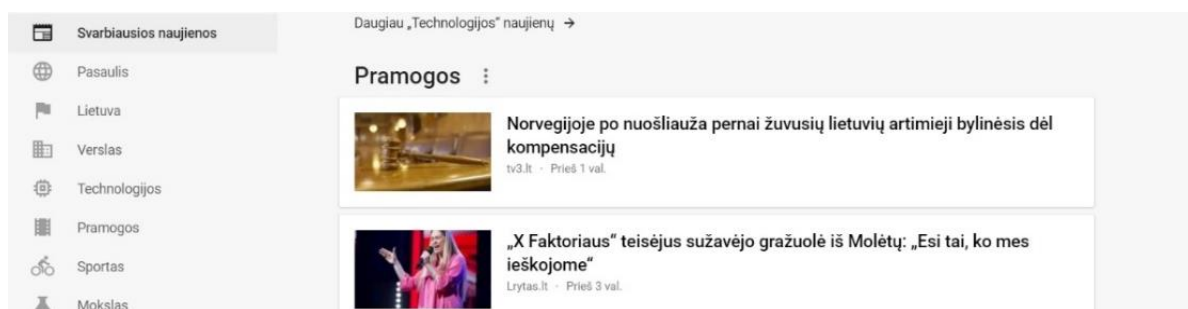 Svarbiausios naujienos
Pasaulis
Lietuva
Verslas
Technologijos
Pramogos
Sportas
Mokslas
Daugiau „Technologijos“ naujienų →
Pramogos
Norvegijoje po nuošliauža pernai žuvusių lietuvių artimieji bylinėsis dėl
kompensacijų
tv3.lt · Prieš 1 val.
„X Faktoriaus“ teisėjus sužavėjo gražuolė iš Molėtų: „Esi tai, ko mes
ieškojome“
Lrytas.lt · Prieš 3 val.